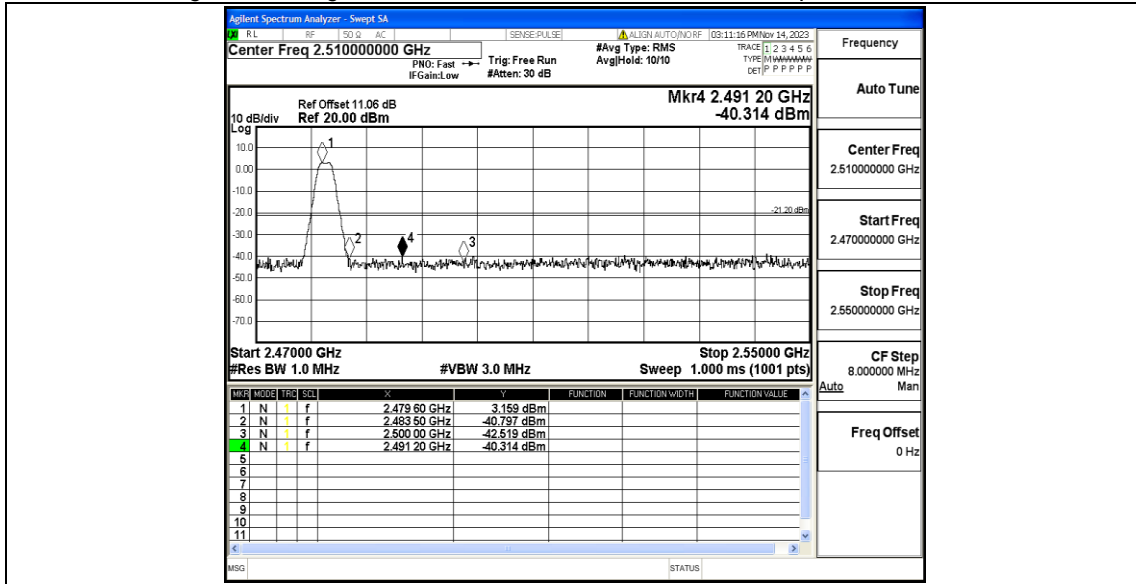 Agilent Spectrum Analyzer - Swept SA
RL RF 50 Ω AC SENSE:PULSE ALIGN AUTO/NO RF 03:11:16 PM Nov 14, 2023
Center Freq 2.510000000 GHz
PNO: Fast
IFGain:Low
Trig: Free Run
#Atten: 30 dB
#Avg Type: RMS
Avg|Hold: 10/10
TRACE 1 2 3 4 5 6
TYPE M W W W W W
DET P P P P P P
Ref Offset 11.06 dB
10 dB/div Ref 20.00 dBm
Log
Mkr4 2.491 20 GHz
-40.314 dBm
10.0
0.00
-10.0
-20.0
-30.0
-40.0
-50.0
-60.0
-70.0
1
2
4
3
-21.20 dBm
Start 2.47000 GHz Stop 2.55000 GHz
#Res BW 1.0 MHz #VBW 3.0 MHz Sweep 1.000 ms (1001 pts)
MKR MODE TRC SCL X Y FUNCTION FUNCTION WIDTH FUNCTION VALUE
1 N 1 f 2.479 60 GHz 3.159 dBm
2 N 1 f 2.483 50 GHz -40.797 dBm
3 N 1 f 2.500 00 GHz -42.519 dBm
4 N 1 f 2.491 20 GHz -40.314 dBm
5
6
7
8
9
10
11
MSG STATUS
Frequency
Auto Tune
Center Freq
2.510000000 GHz
Start Freq
2.470000000 GHz
Stop Freq
2.550000000 GHz
CF Step
8.000000 MHz
Auto Man
Freq Offset
0 Hz